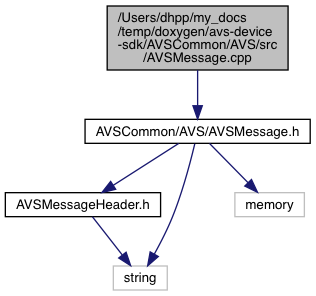 /Users/dhpp/my_docs
/temp/doxygen/avs-device
-sdk/AVSCommon/AVS/src
/AVSMessage.cpp
AVSCommon/AVS/AVSMessage.h
AVSMessageHeader.h
memory
string